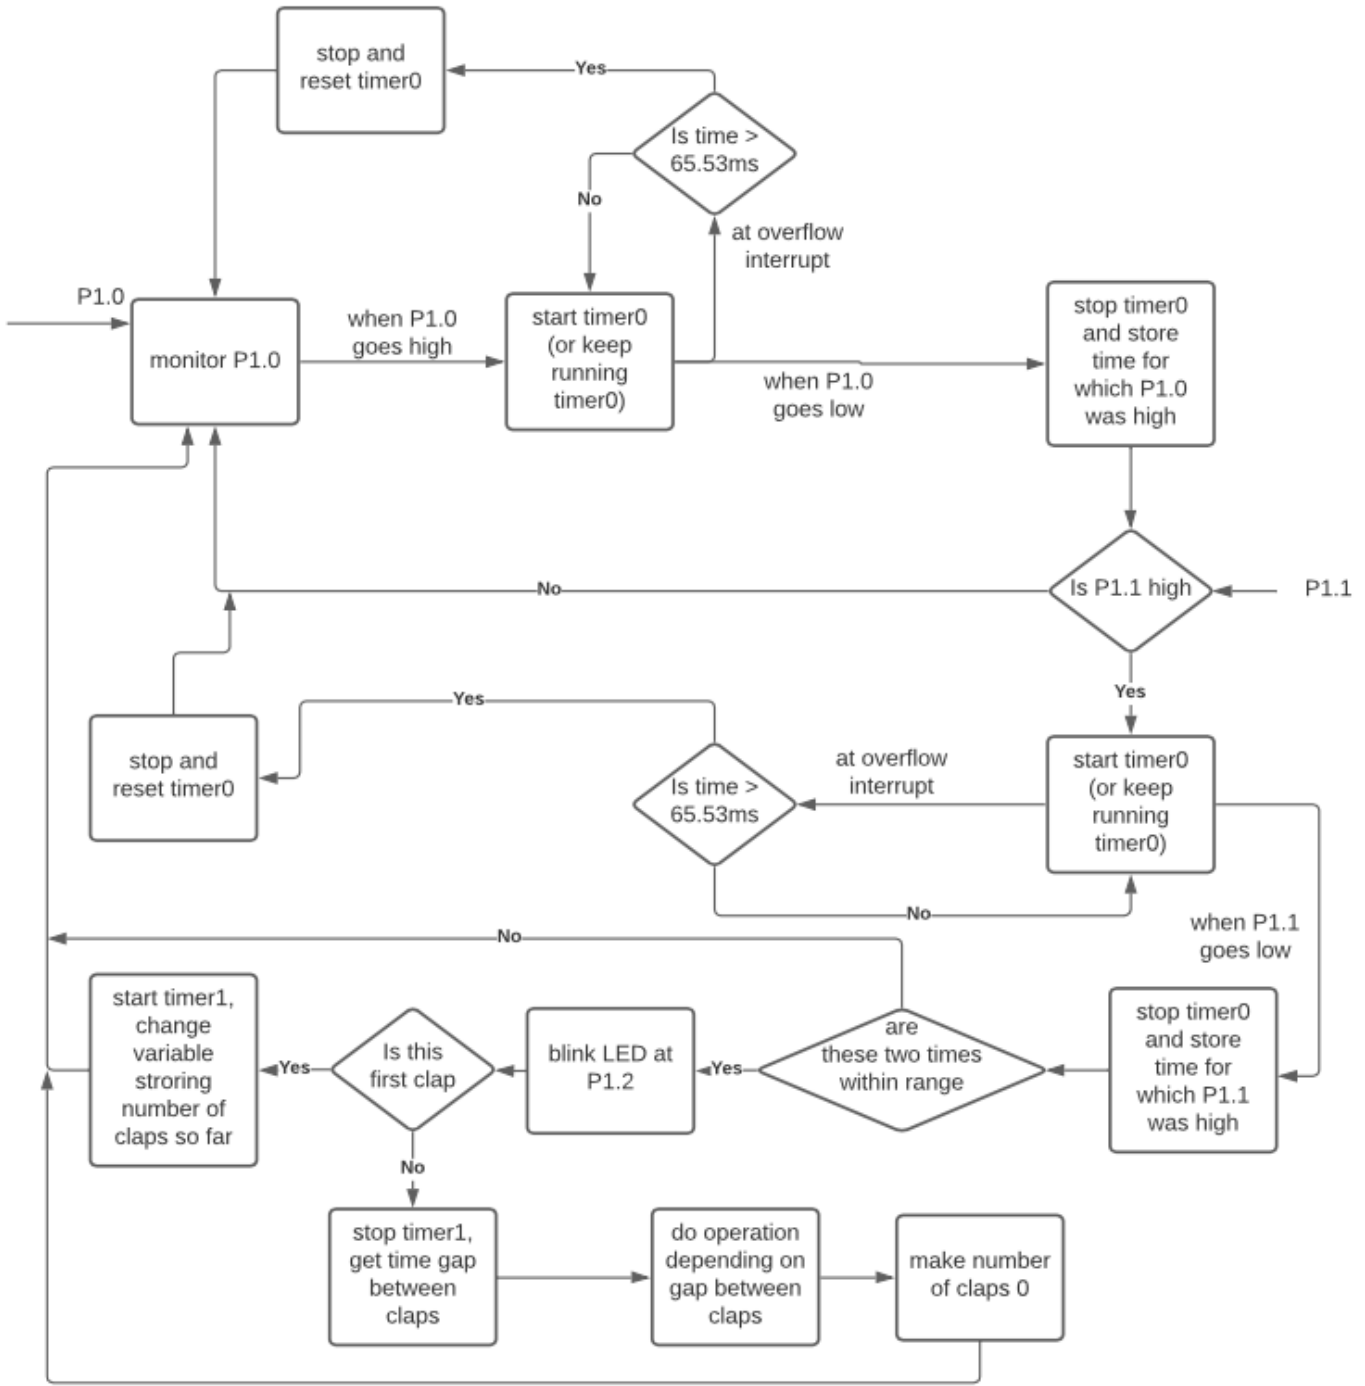 stop and
reset timer0
Yes
Is time >
65.53ms
No
at overflow
interrupt
P1.0
monitor P1.0
when P1.0
goes high
start timer0
(or keep
running
timer0)
when P1.0
goes low
stop timer0
and store
time for
which P1.0
was high
No
Is P1.1 high
P1.1
Yes
Yes
stop and
reset timer0
Is time >
65.53ms
at overflow
interrupt
start timer0
(or keep
running
timer0)
No
when P1.1
goes low
No
start timer1,
change
variable
stroring
number of
claps so far
Yes
Is this
first clap
blink LED at
P1.2
Yes
are
these two times
within range
stop timer0
and store
time for
which P1.1
was high
No
stop timer1,
get time gap
between
claps
do operation
depending on
gap between
claps
make number
of claps 0